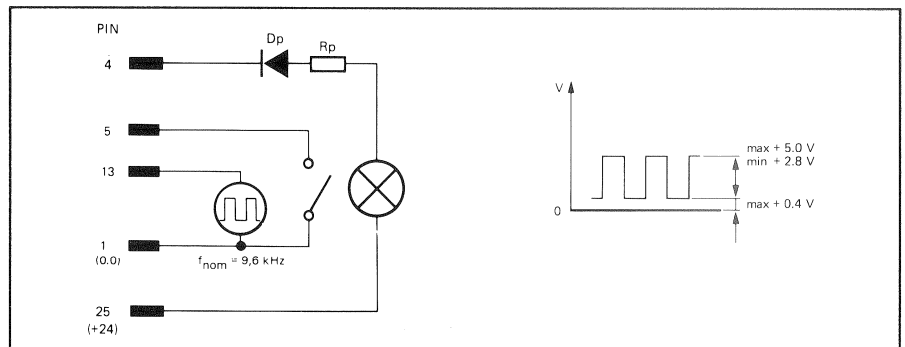 PIN
Dp
Rp
4
5
13
1
(0.0)
f nom = 9,6 kHz
25
(+24)
V
max + 5.0 V
min + 2.8 V
max + 0.4 V
0